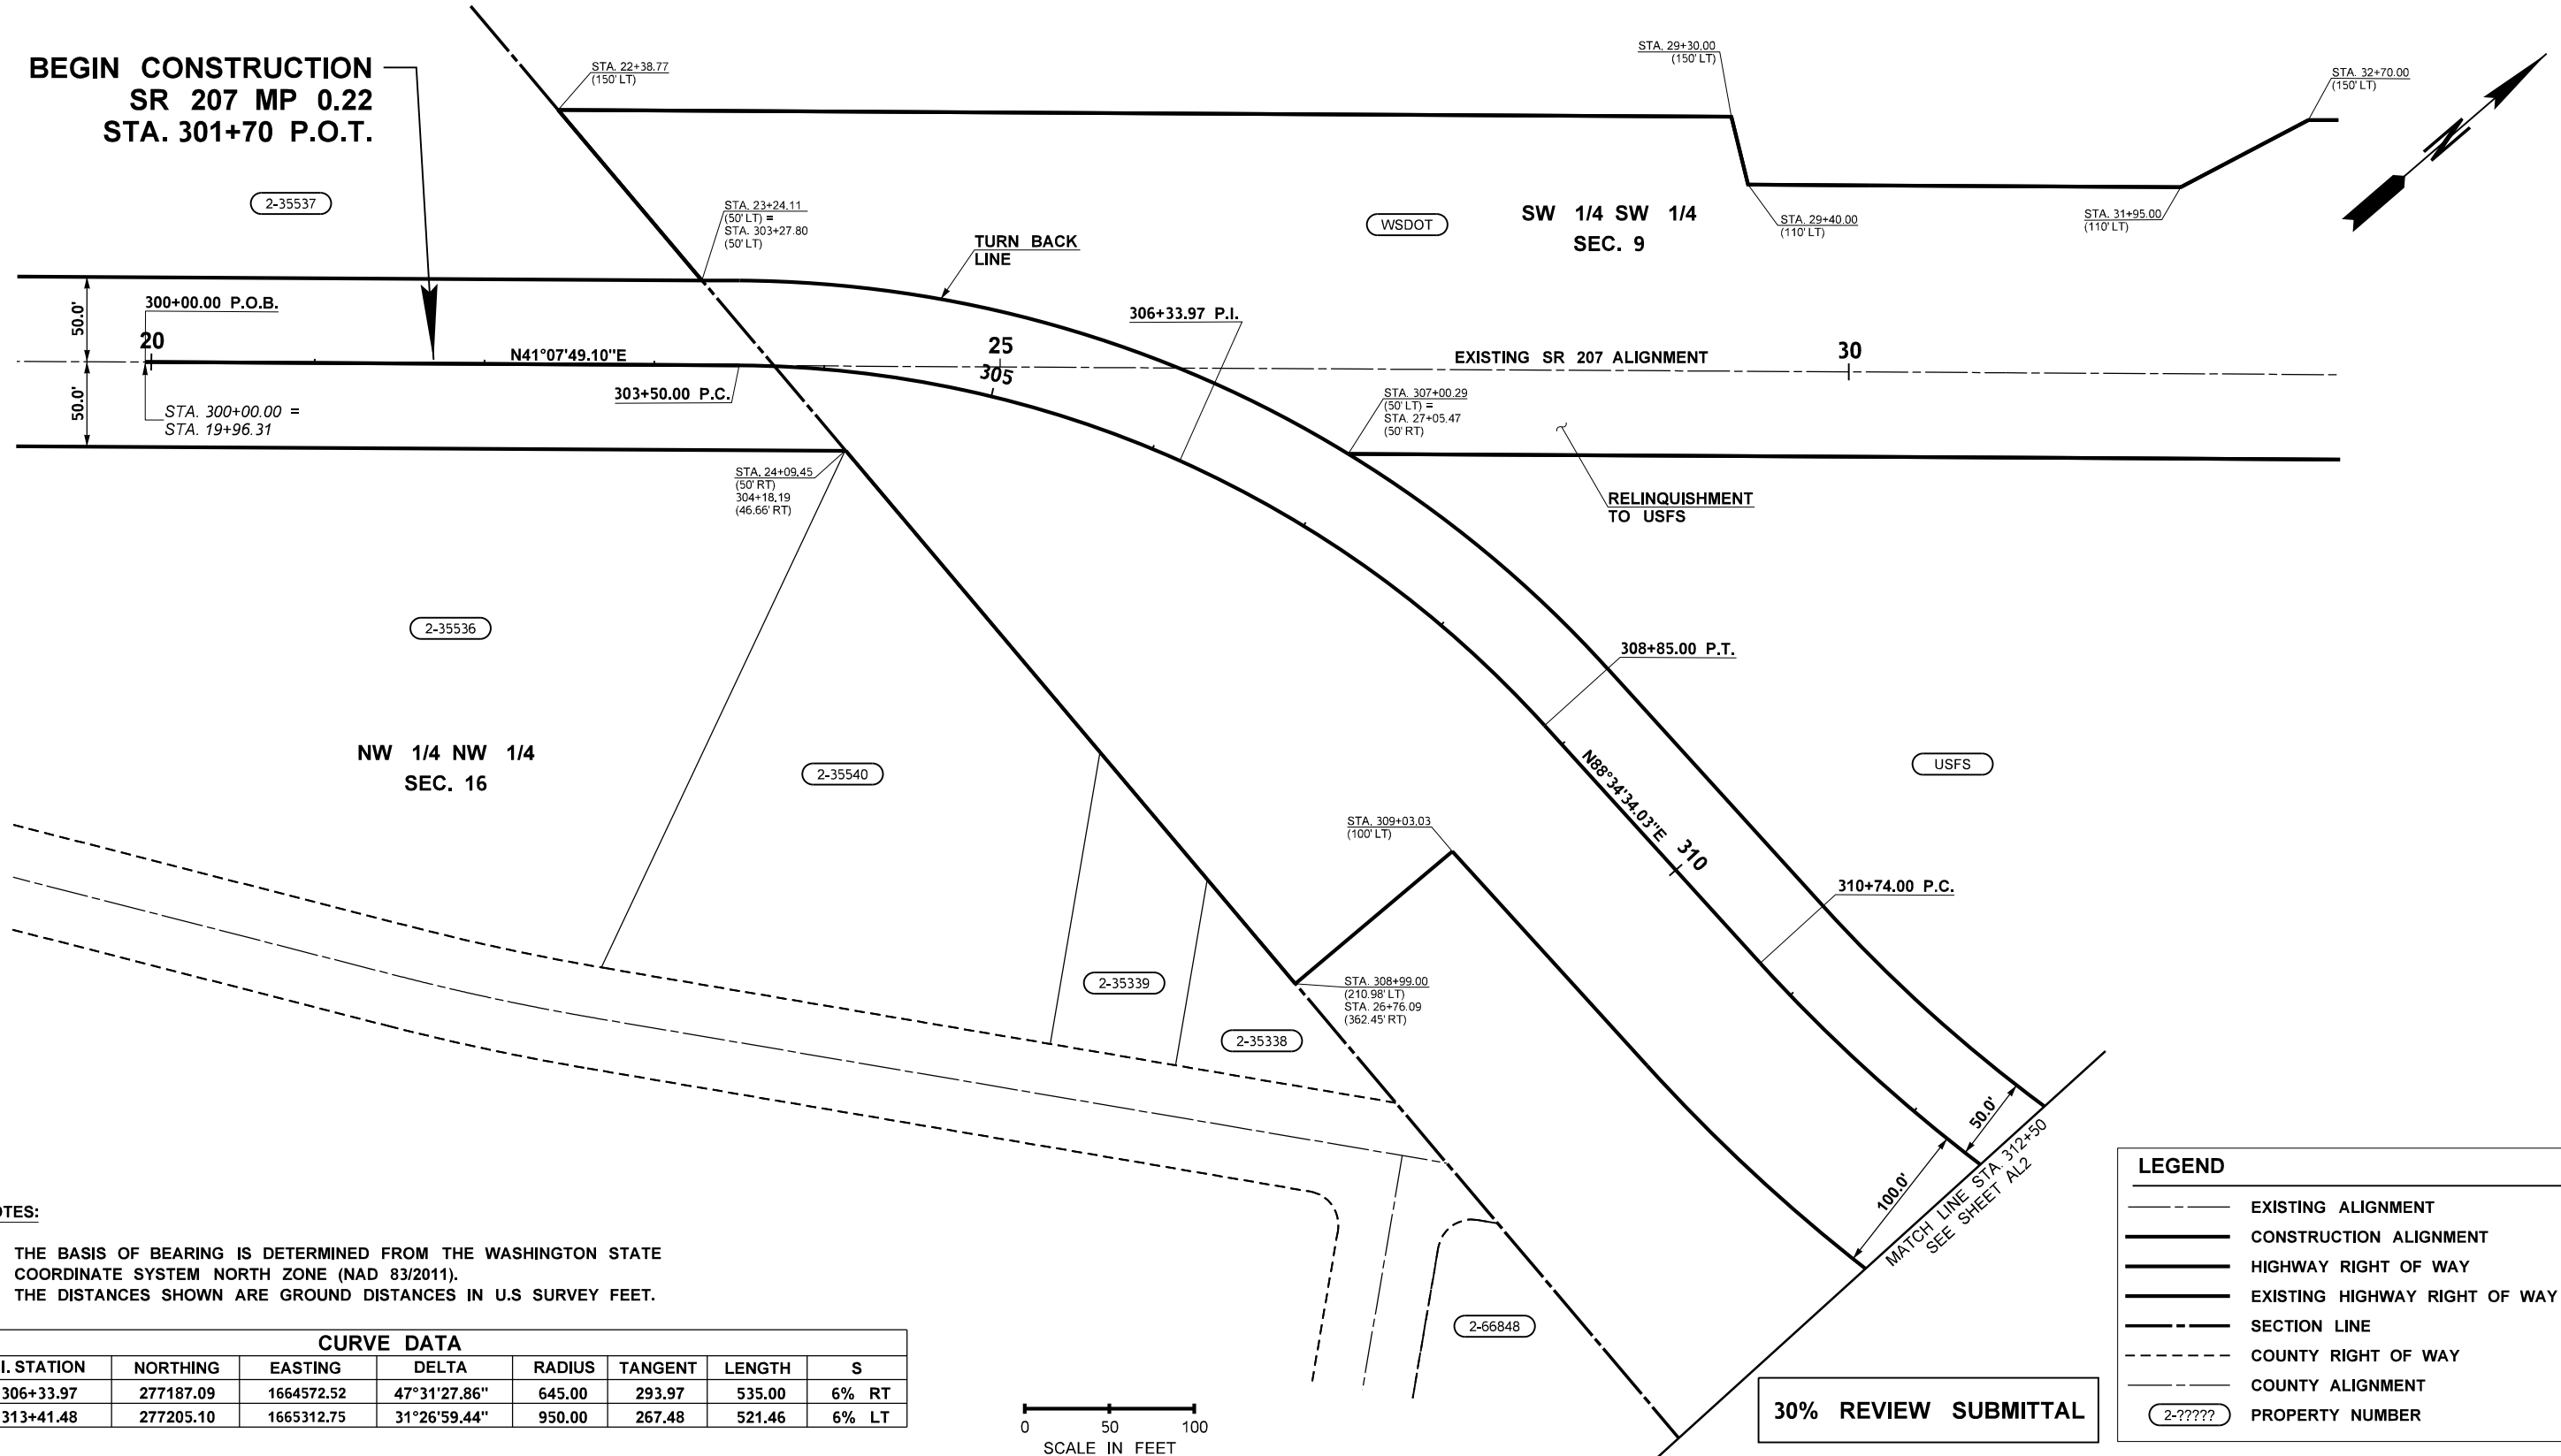 BEGIN CONSTRUCTION
SR 207 MP 0.22
STA. 301+70 P.O.T.
STA. 22+38.77
(150' LT)
STA. 29+30.00
(150' LT)
STA. 32+70.00
(150' LT)
N
2-35537
STA. 23+24.11
(50' LT) =
STA. 303+27.80
(50' LT)
TURN BACK
LINE
WSDOT
SW 1/4 SW 1/4
SEC. 9
STA. 29+40.00
(110' LT)
STA. 31+95.00
(110' LT)
50.0'
300+00.00 P.O.B.
20
N41°07'49.10"E
25
305
306+33.97 P.I.
EXISTING SR 207 ALIGNMENT
30
50.0'
STA. 300+00.00 =
STA. 19+96.31
303+50.00 P.C.
STA. 307+00.29
(50' LT) =
STA. 27+05.47
(50' RT)
STA. 24+09.45
(50' RT)
304+18.19
(46.66' RT)
RELINQUISHMENT
TO USFS
2-35536
308+85.00 P.T.
NW 1/4 NW 1/4
SEC. 16
2-35540
USFS
N88°34'34.03"E
310
STA. 309+03.03
(100' LT)
310+74.00 P.C.
2-35339
STA. 308+99.00
(210.98' LT)
STA. 26+76.09
(362.45' RT)
2-35338
50.0'
100.0'
MATCH LINE STA. 312+50
SEE SHEET AL2
2-66848
OTES:
THE BASIS OF BEARING IS DETERMINED FROM THE WASHINGTON STATE
COORDINATE SYSTEM NORTH ZONE (NAD 83/2011).
THE DISTANCES SHOWN ARE GROUND DISTANCES IN U.S SURVEY FEET.
CURVE DATA
I. STATION NORTHING EASTING DELTA RADIUS TANGENT LENGTH S
306+33.97 277187.09 1664572.52 47°31'27.86" 645.00 293.97 535.00 6% RT
313+41.48 277205.10 1665312.75 31°26'59.44" 950.00 267.48 521.46 6% LT
0 50 100
SCALE IN FEET
30% REVIEW SUBMITTAL
LEGEND
EXISTING ALIGNMENT
CONSTRUCTION ALIGNMENT
HIGHWAY RIGHT OF WAY
EXISTING HIGHWAY RIGHT OF WAY
SECTION LINE
COUNTY RIGHT OF WAY
COUNTY ALIGNMENT
2-????? PROPERTY NUMBER